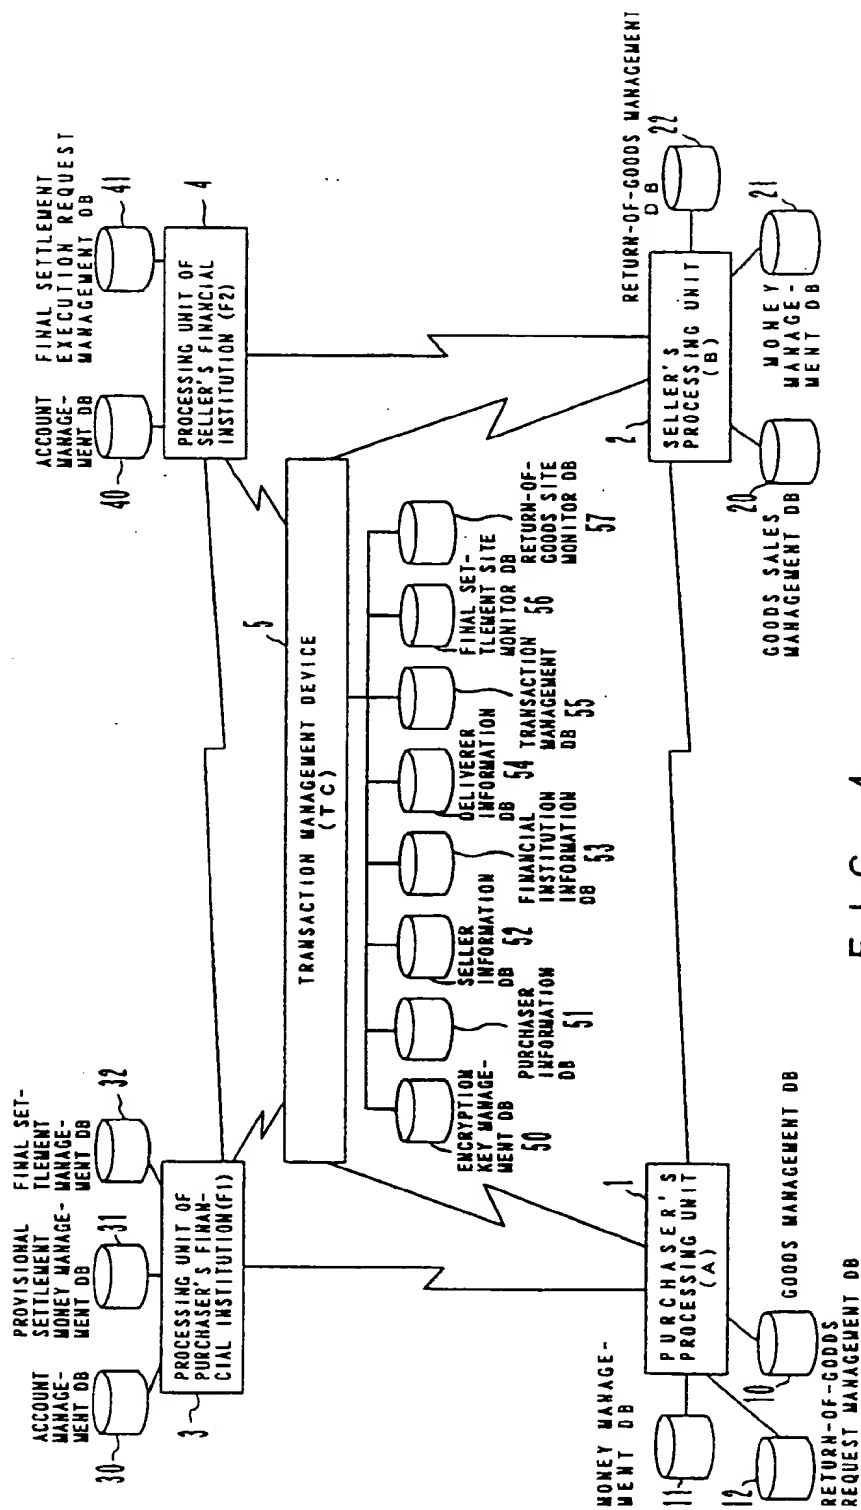 ACCOUNT
MANAGE-
MENT DB
30
PROVISIONAL
SETTLEMENT
MONEY MANAGE-
MENT DB
31
FINAL SET-
TLEMENT
MANAGE-
MENT DB
32
3
PROCESSING UNIT OF
PURCHASER'S FINAN-
CIAL INSTITUTION(F1)
ACCOUNT
MANAGE-
MENT DB
40
FINAL SETTLEMENT
EXECUTION REQUEST
MANAGEMENT DB
41
4
PROCESSING UNIT OF
SELLER'S FINANCIAL
INSTITUTION (F2)
5
TRANSACTION MANAGEMENT DEVICE
(TC)
ENCRYPTION
KEY MANAGE-
MENT DB
50
PURCHASER
INFORMATION
DB
51
SELLER
INFORMATION
DB
52
FINANCIAL
INSTITUTION
INFORMATION
DB
53
DELIVERER
INFORMATION
DB
54
TRANSACTION
MANAGEMENT
DB
55
FINAL SET-
TLEMENT SITE
MONITOR DB
56
RETURN-OF-
GOODS SITE
MONITOR DB
57
1
PURCHASER'S
PROCESSING UNIT
(A)
MONEY MANAGE-
MENT DB
11
12
RETURN-OF-GOODS
REQUEST MANAGEMENT DB
10
GOODS MANAGEMENT DB
2
SELLER'S
PROCESSING UNIT
(B)
20
GOODS SALES
MANAGEMENT DB
21
MONEY
MANAGE-
MENT DB
RETURN-OF-GOODS MANAGEMENT
DB
22